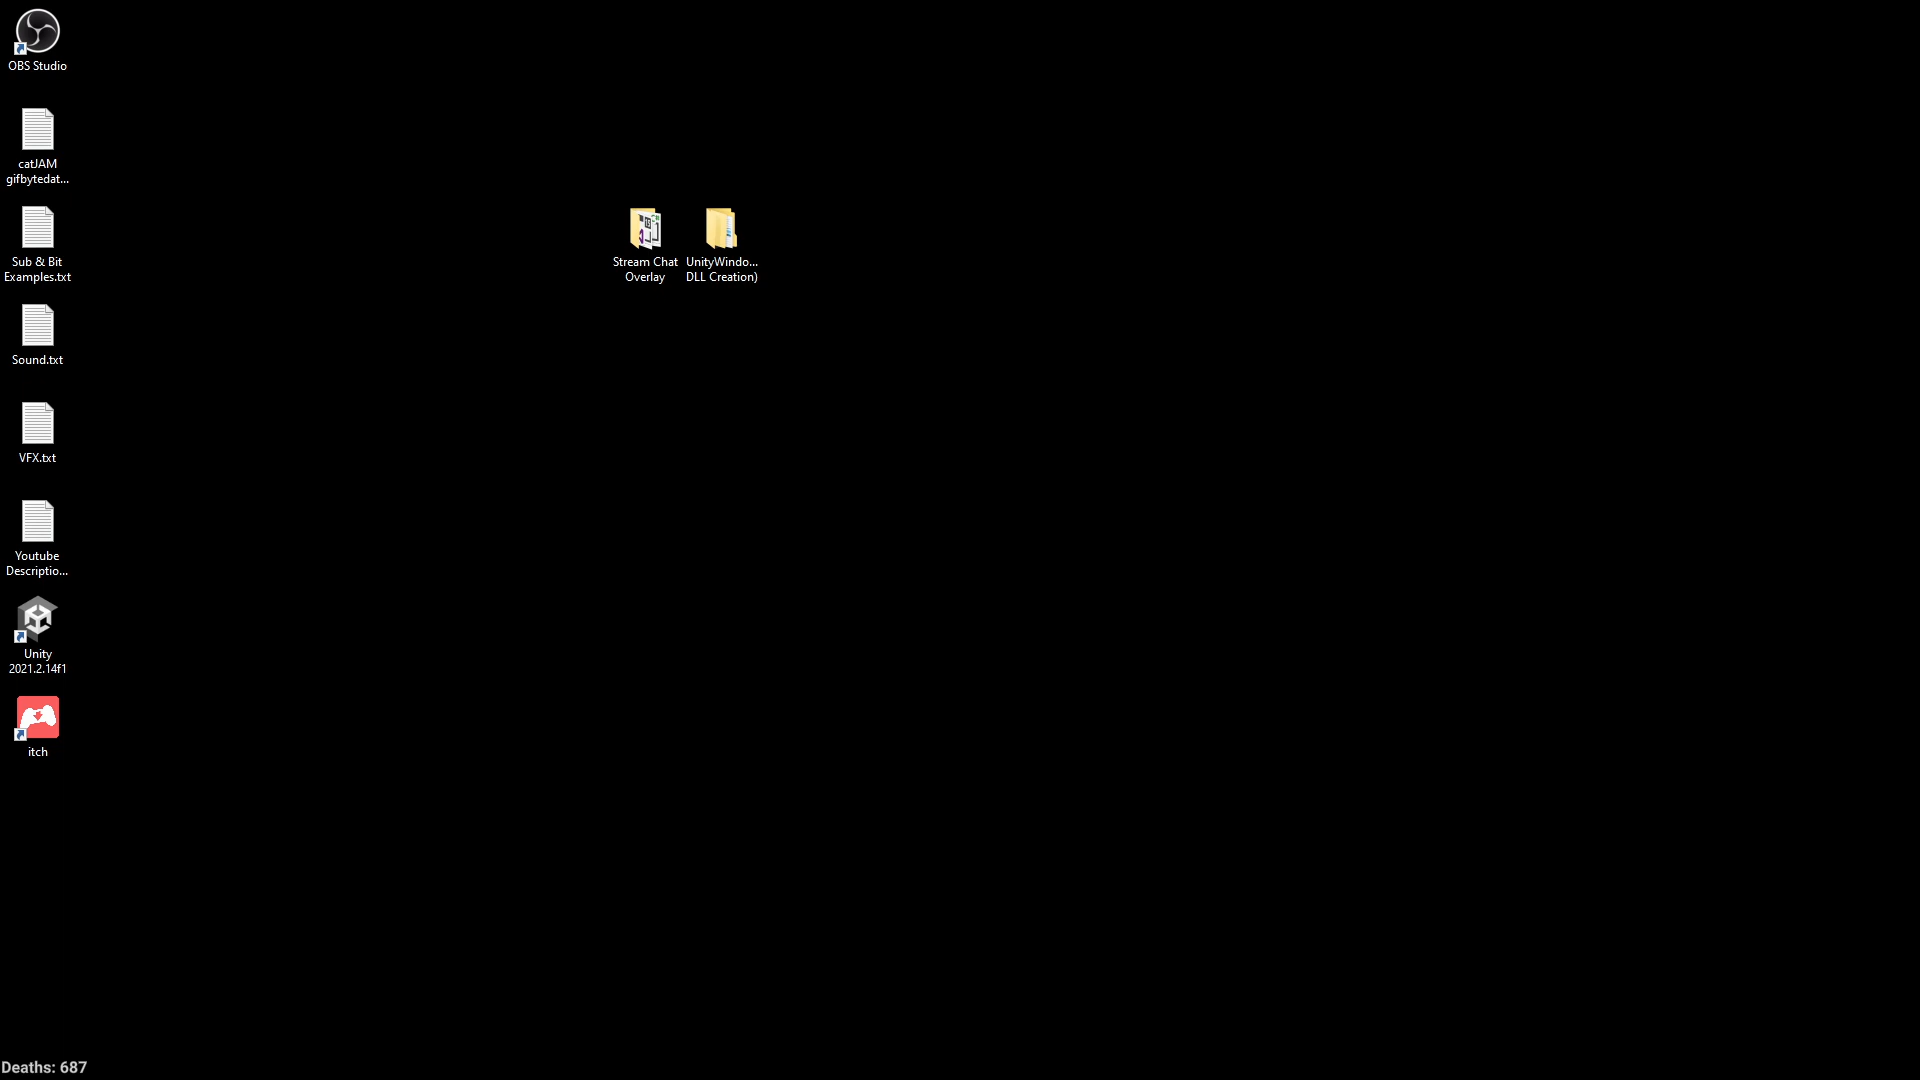 OBS Studio
catJAM
gifbytedat...
Sub & Bit
Examples.txt
Sound.txt
VFX.txt
Youtube
Descriptio...
Unity
2021.2.14f1
itch
Stream Chat
Overlay
UnityWindo...
DLL Creation)
Deaths: 687